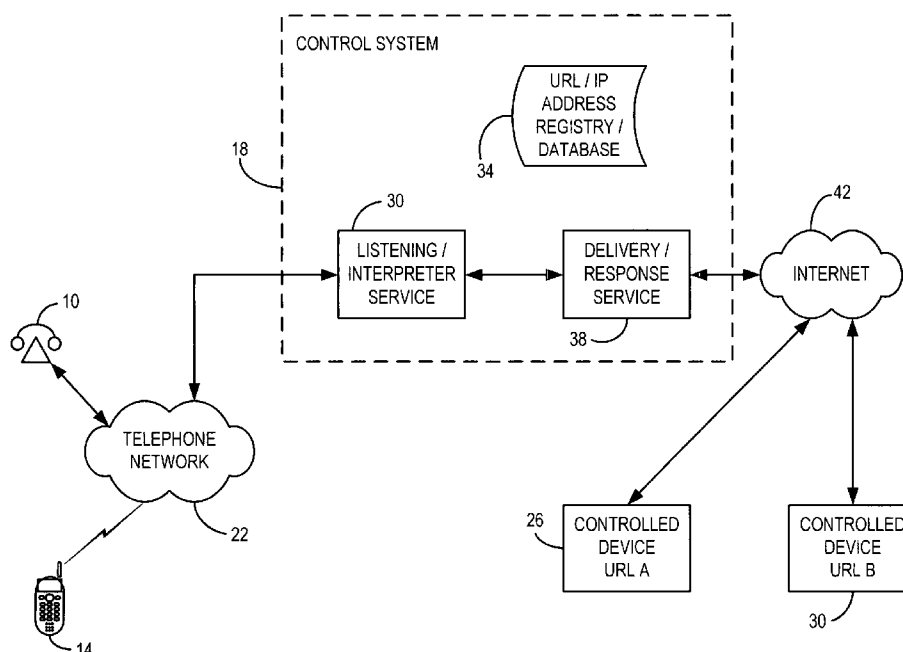 CONTROL SYSTEM
URL / IP
ADDRESS
REGISTRY /
DATABASE
34
18
30
LISTENING /
INTERPRETER
SERVICE
DELIVERY /
RESPONSE
SERVICE
38
42
INTERNET
10
TELEPHONE
NETWORK
22
14
26
CONTROLLED
DEVICE
URL A
CONTROLLED
DEVICE
URL B
30